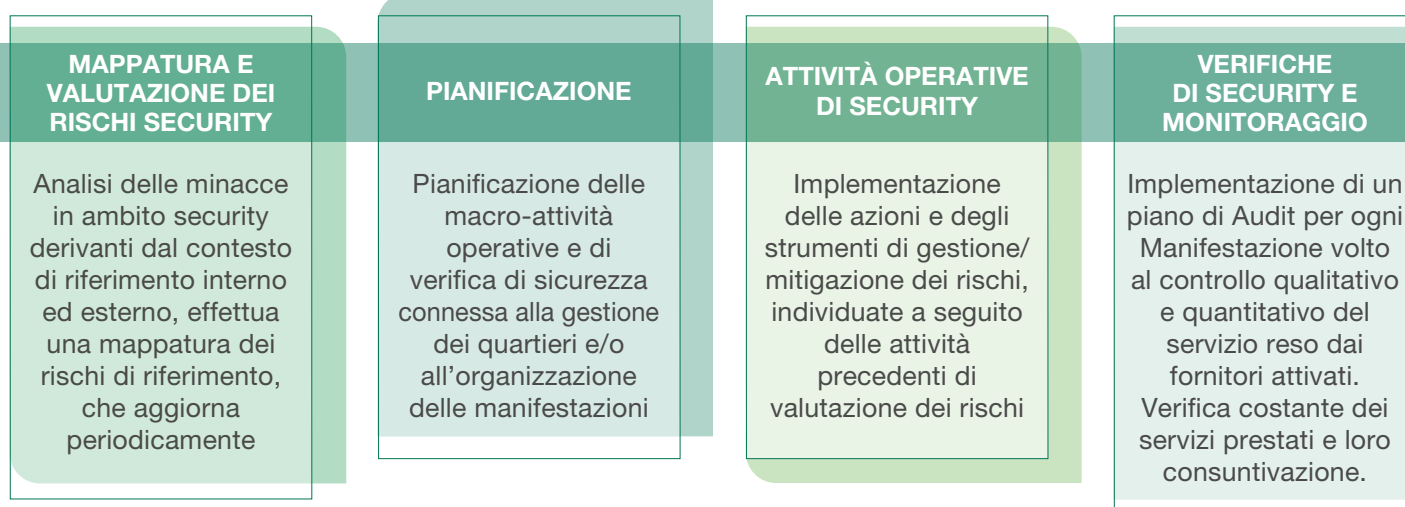 MAPPATURA E
VALUTAZIONE DEI
RISCHI SECURITY
Analisi delle minacce
in ambito security
derivanti dal contesto
di riferimento interno
ed esterno, effettua
una mappatura dei
rischi di riferimento,
che aggiorna
periodicamente
PIANIFICAZIONE
Pianificazione delle
macro-attività
operative e di
verifica di sicurezza
connessa alla gestione
dei quartieri e/o
all'organizzazione
delle manifestazioni
ATTIVITÀ OPERATIVE
DI SECURITY
Implementazione
delle azioni e degli
strumenti di gestione/
mitigazione dei rischi,
individuate a seguito
delle attività
precedenti di
valutazione dei rischi
VERIFICHE
DI SECURITY E
MONITORAGGIO
Implementazione di un
piano di Audit per ogni
Manifestazione volto
al controllo qualitativo
e quantitativo del
servizio reso dai
fornitori attivati.
Verifica costante dei
servizi prestati e loro
consuntivazione.